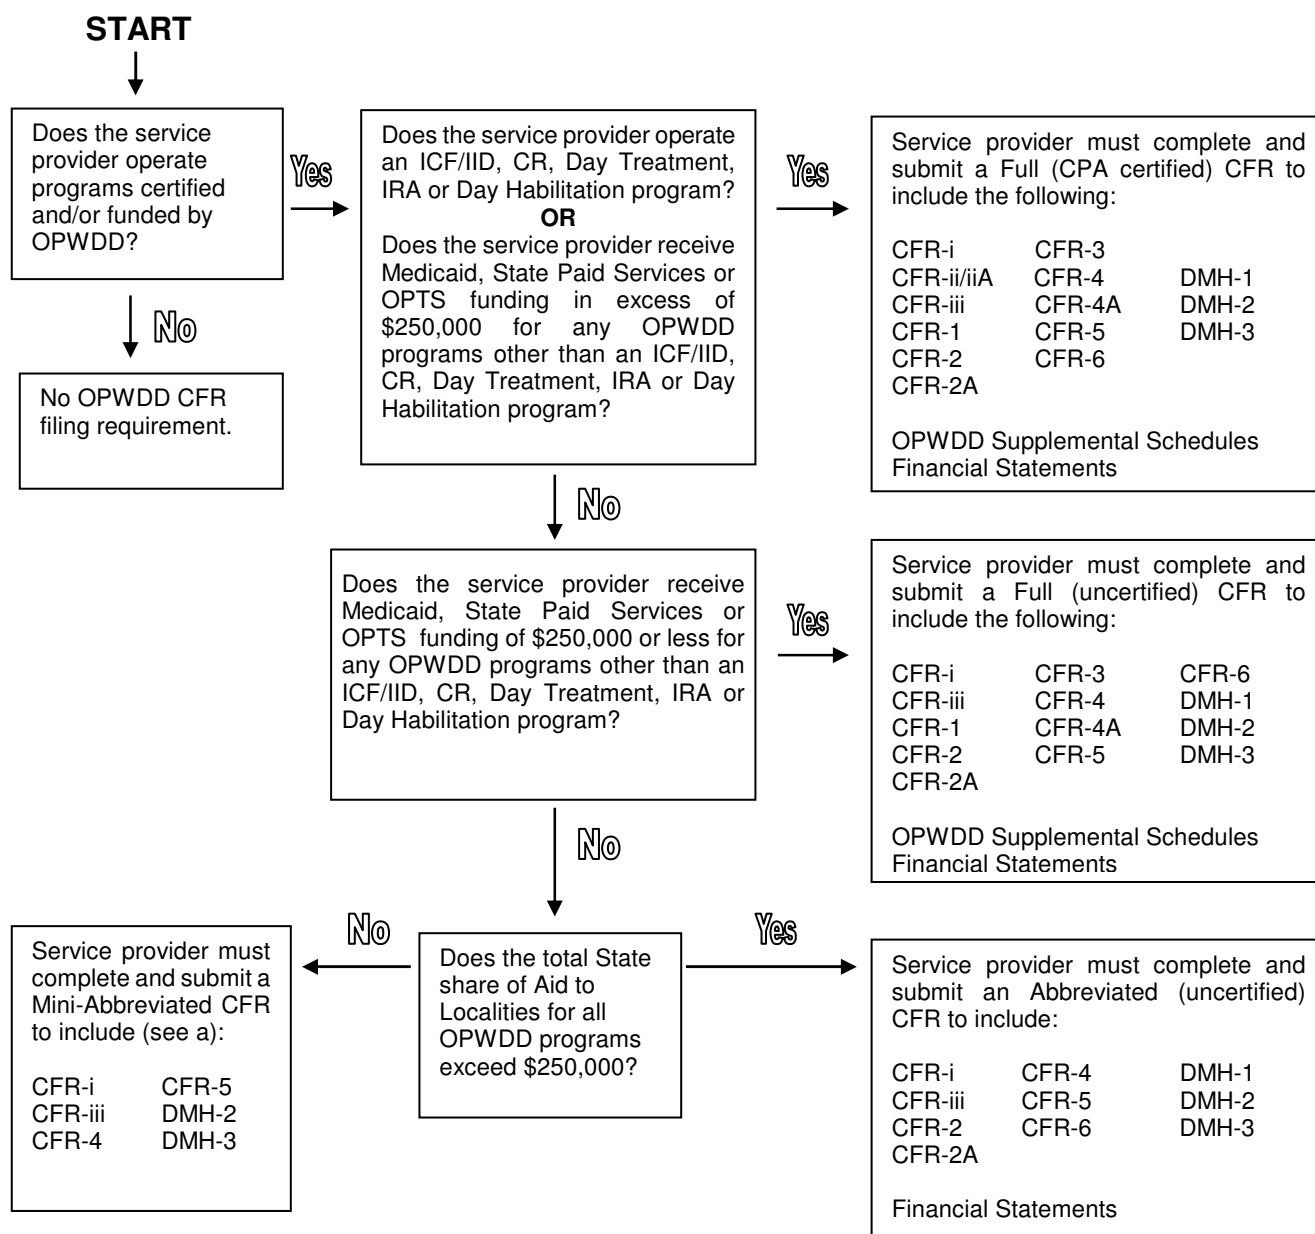 START
Does the service
provider operate
programs certified
and/or funded by
OPWDD?
Yes
No
No OPWDD CFR
filing requirement.
Does the service provider operate
an ICF/IID, CR, Day Treatment,
IRA or Day Habilitation program?
OR
Does the service provider receive
Medicaid, State Paid Services or
OPTS funding in excess of
$250,000 for any OPWDD
programs other than an ICF/IID,
CR, Day Treatment, IRA or Day
Habilitation program?
Yes
No
Service provider must complete and
submit a Full (CPA certified) CFR to
include the following:
CFR-i CFR-3
CFR-ii/iiA CFR-4 DMH-1
CFR-iii CFR-4A DMH-2
CFR-1 CFR-5 DMH-3
CFR-2 CFR-6
CFR-2A
OPWDD Supplemental Schedules
Financial Statements
Does the service provider receive
Medicaid, State Paid Services or
OPTS funding of $250,000 or less for
any OPWDD programs other than an
ICF/IID, CR, Day Treatment, IRA or
Day Habilitation program?
Yes
No
Service provider must complete and
submit a Full (uncertified) CFR to
include the following:
CFR-i CFR-3 CFR-6
CFR-iii CFR-4 DMH-1
CFR-1 CFR-4A DMH-2
CFR-2 CFR-5 DMH-3
CFR-2A
OPWDD Supplemental Schedules
Financial Statements
Does the total State
share of Aid to
Localities for all
OPWDD programs
exceed $250,000?
No
Yes
Service provider must
complete and submit a
Mini-Abbreviated CFR
to include (see a):
CFR-i CFR-5
CFR-iii DMH-2
CFR-4 DMH-3
Service provider must complete and
submit an Abbreviated (uncertified)
CFR to include:
CFR-i CFR-4 DMH-1
CFR-iii CFR-5 DMH-2
CFR-2 CFR-6 DMH-3
CFR-2A
Financial Statements